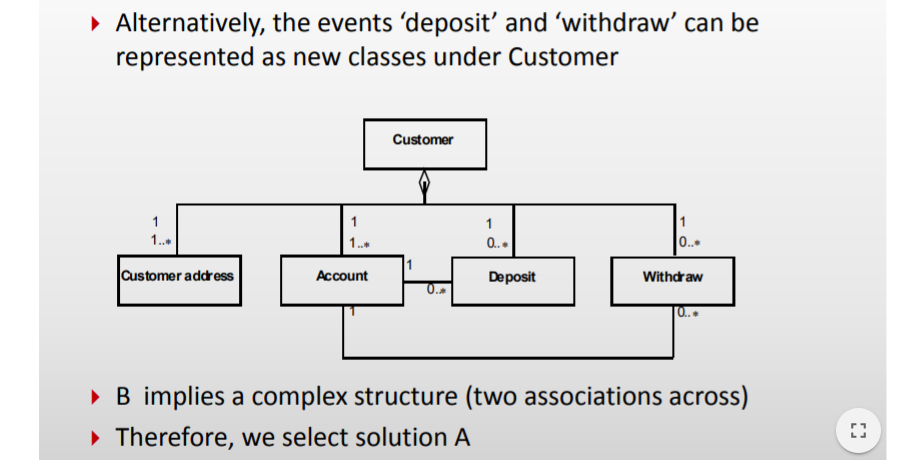 Alternatively, the events ‘deposit’ and ‘withdraw’ can be
represented as new classes under Customer
Customer
1
1..*
1
1..*
1
0..*
1
0..*
Customer address
Account
1
0..*
Deposit
Withdraw
1
0..*
B implies a complex structure (two associations across)
Therefore, we select solution A